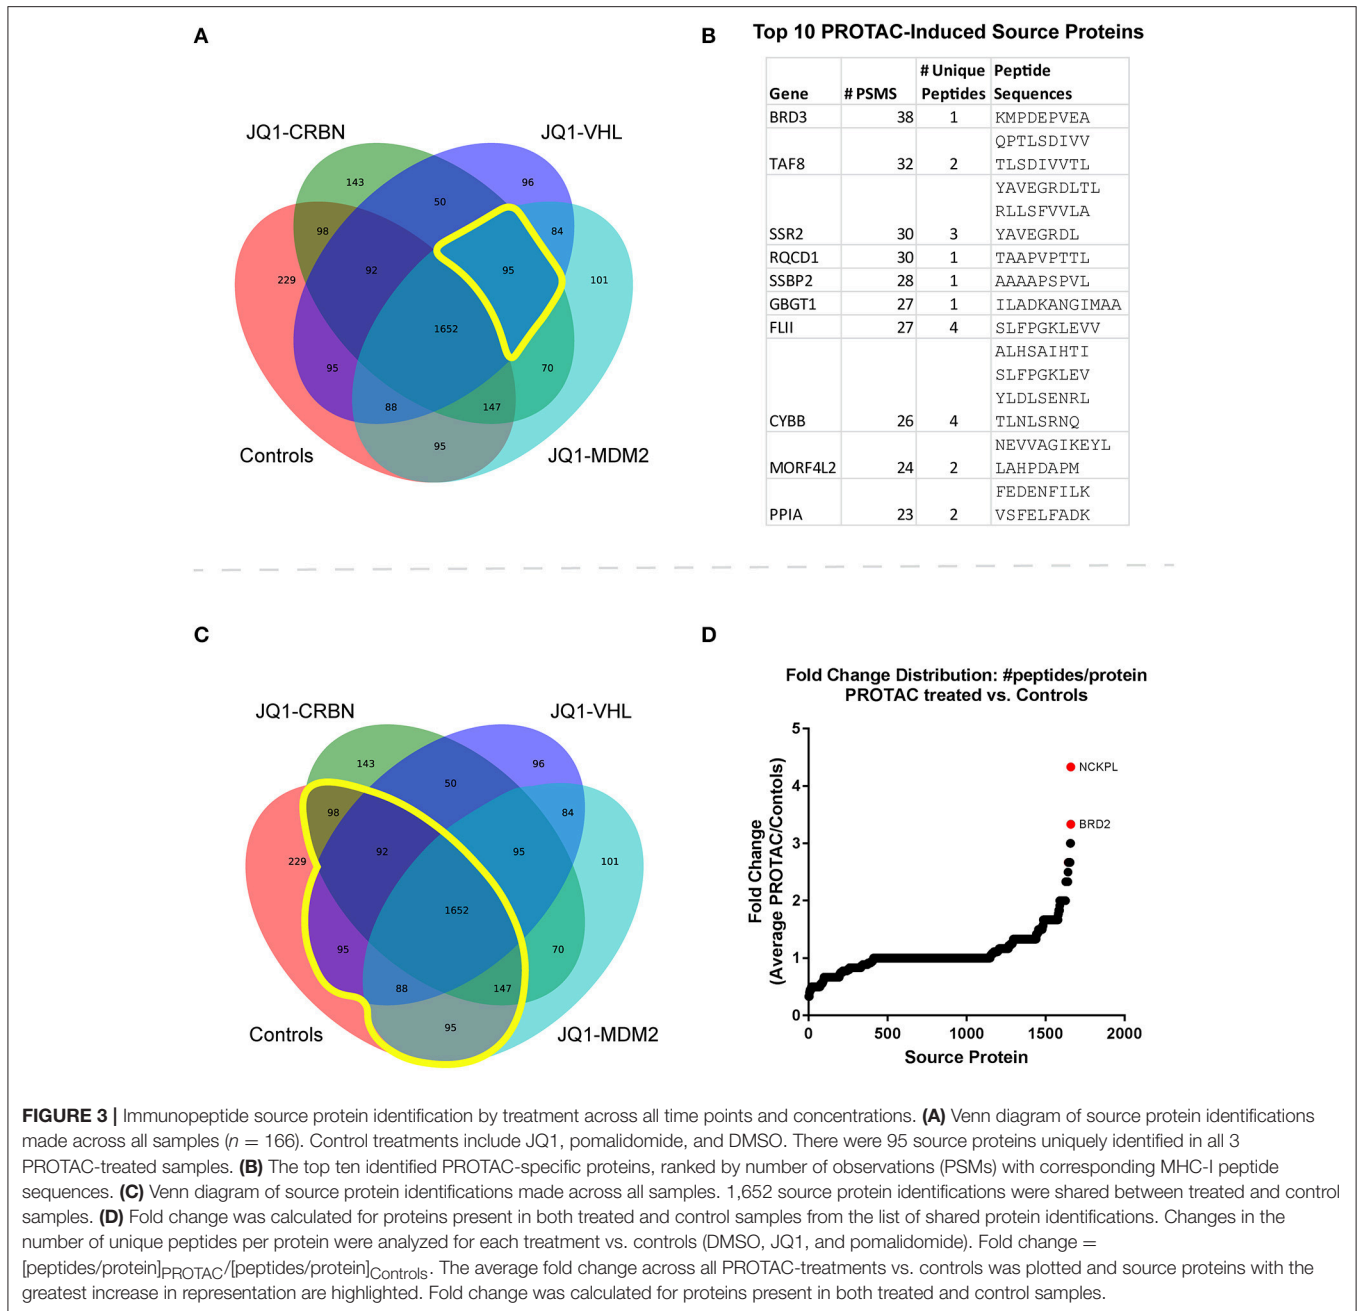 A
JQ1-CRBN
JQ1-VHL
143
96
50
98
84
229
92
95
101
1652
95
70
88
147
95
Controls
JQ1-MDM2
B
Top 10 PROTAC-Induced Source Proteins
# Unique Peptide
Gene # PSMS Peptides Sequences
BRD3 38 1 KMPDEPVEA
QPTLSDIVV
TAF8 32 2 TLSDIVVTL
YAVEGRDLTL
RLLSFVVLA
SSR2 30 3 YAVEGRDL
RQCD1 30 1 TAAPVPTTL
SSBP2 28 1 AAAAPSPVL
GBGT1 27 1 ILADKANGIMAA
FLII 27 4 SLFPGKLEVV
ALHSAIHTI
SLFPGKLEV
YLDLSENRL
CYBB 26 4 TLNLSRNQ
NEVVAGIKEYL
MORF4L2 24 2 LAHPDAPM
FEDENFILK
PPIA 23 2 VSFELFADK
C
JQ1-CRBN
JQ1-VHL
143
96
50
98
84
229
92
95
101
1652
95
70
88
147
95
Controls
JQ1-MDM2
D
Fold Change Distribution: #peptides/protein
PROTAC treated vs. Controls
Fold Change
(Average PROTAC/Contols)
5
4
3
2
1
0
NCKPL
BRD2
0 500 1000 1500 2000
Source Protein
FIGURE 3 | Immunopeptide source protein identification by treatment across all time points and concentrations. (A) Venn diagram of source protein identifications
made across all samples (n = 166). Control treatments include JQ1, pomalidomide, and DMSO. There were 95 source proteins uniquely identified in all 3
PROTAC-treated samples. (B) The top ten identified PROTAC-specific proteins, ranked by number of observations (PSMs) with corresponding MHC-I peptide
sequences. (C) Venn diagram of source protein identifications made across all samples. 1,652 source protein identifications were shared between treated and control
samples. (D) Fold change was calculated for proteins present in both treated and control samples from the list of shared protein identifications. Changes in the
number of unique peptides per protein were analyzed for each treatment vs. controls (DMSO, JQ1, and pomalidomide). Fold change =
[peptides/protein]PROTAC/[peptides/protein]Controls. The average fold change across all PROTAC-treatments vs. controls was plotted and source proteins with the
greatest increase in representation are highlighted. Fold change was calculated for proteins present in both treated and control samples.